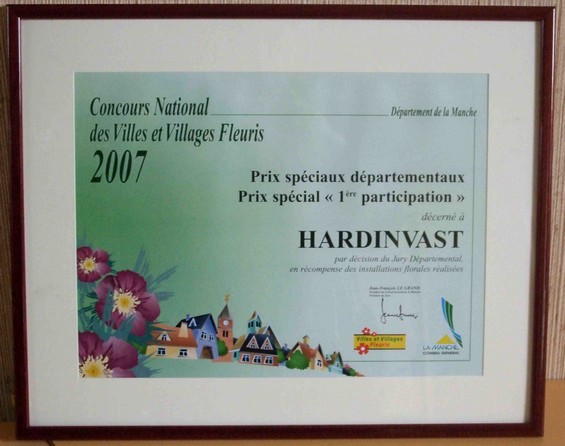 Concours National
Département de la Manche
des Villes et Villages Fleuris
2007
Prix spéciaux départementaux
Prix spécial « 1ère participation »
décerné à
HARDINVAST
par décision du Jury Départemental,
en récompense des installations florales réalisées
Jean-François LE GRAND
Villes et Villages
Fleuris
LA MANCHE
CONSEIL GENERAL